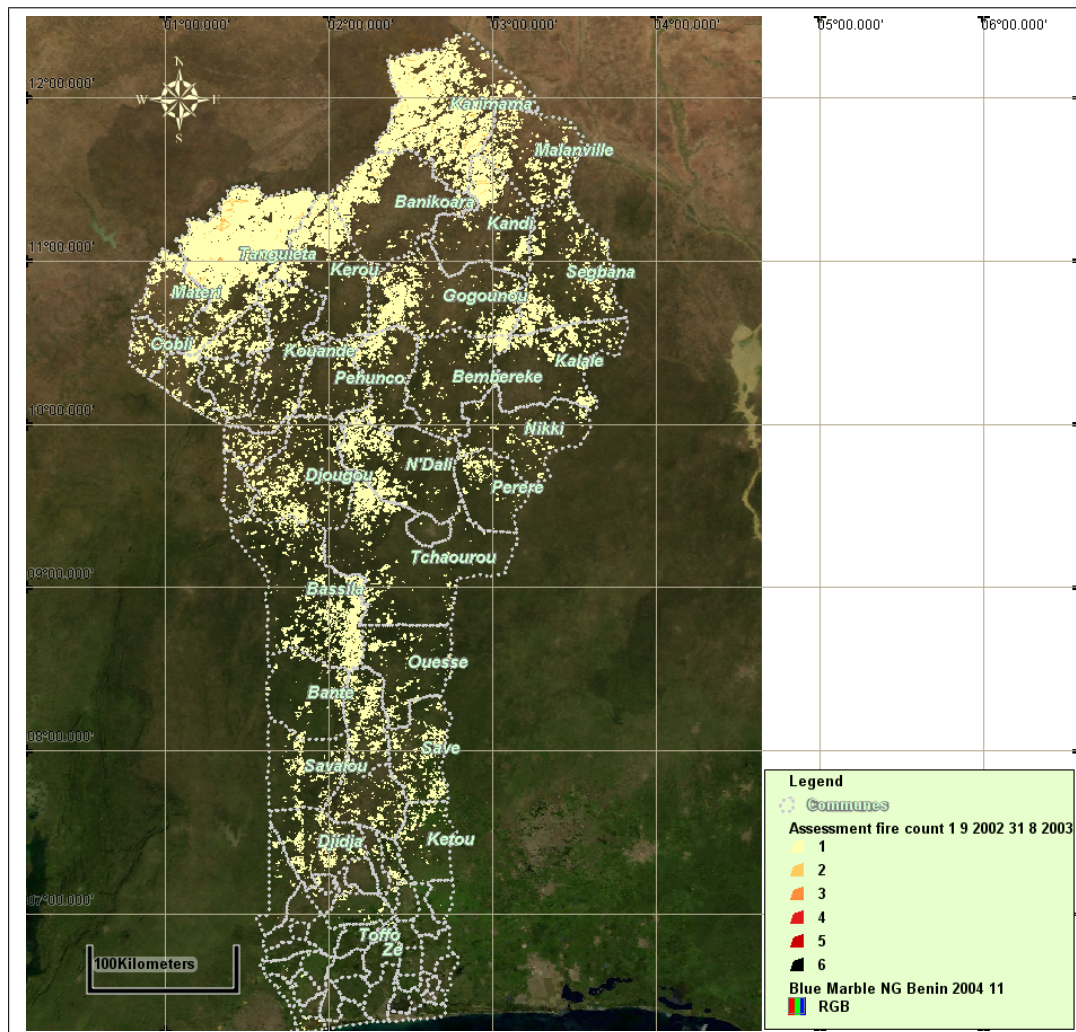 01°00.000' 02°00.000' 03°00.000' 04°00.000' 05°00.000' 06°00.000'
N
W E
S
12°00.000'
Karimama
Malanville
Banikoara
Kandi
11°00.000'
Tanguieta
Kerou
Segbana
Materi
Gogounou
Cobli
Kouande
Kalale
Pehunco
Bembereke
10°00.000'
Nikki
N'Dali
Djougou
Perere
Tchaourou
09°00.000'
Bassila
Ouesse
Bante
08°00.000'
Save
Savalou
Djidja
Ketou
07°00.000'
Toffo
Ze
100Kilometers
Legend
Communes
Assessment fire count 1 9 2002 31 8 2003
1
2
3
4
5
6
Blue Marble NG Benin 2004 11
RGB